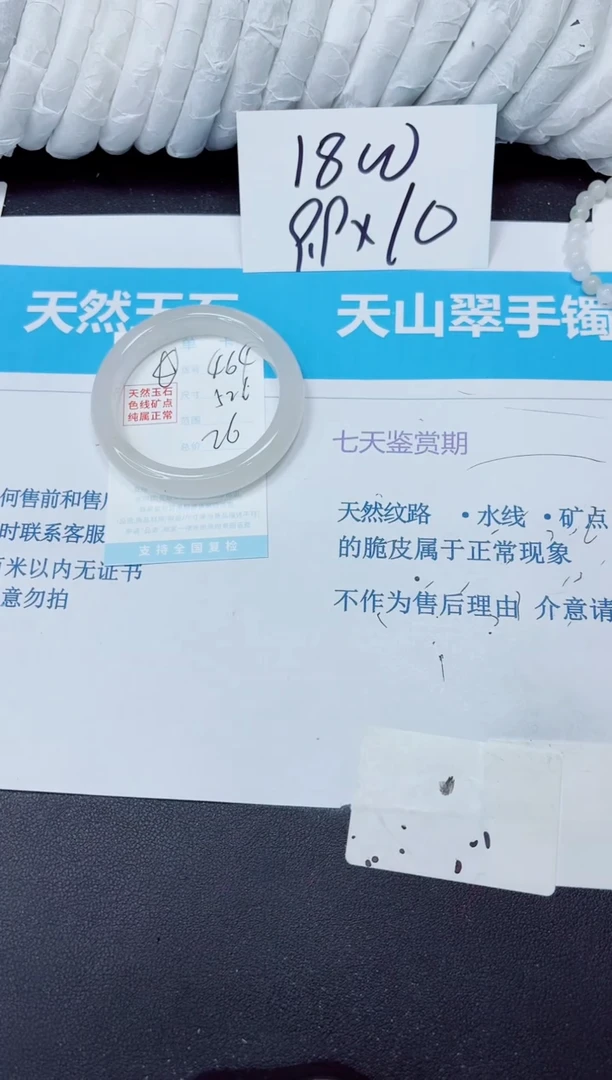 18W
PP×10
天然玉石
天山翠手镯
464
526
26
天然玉石
色线矿点
纯属正常
支持全国复检
何售前和售
时联系客服
米以内无证书
意勿拍
七天鉴赏期
天然纹路 •水线 •矿点
的脆皮属于正常现象
不作为售后理由 介意请